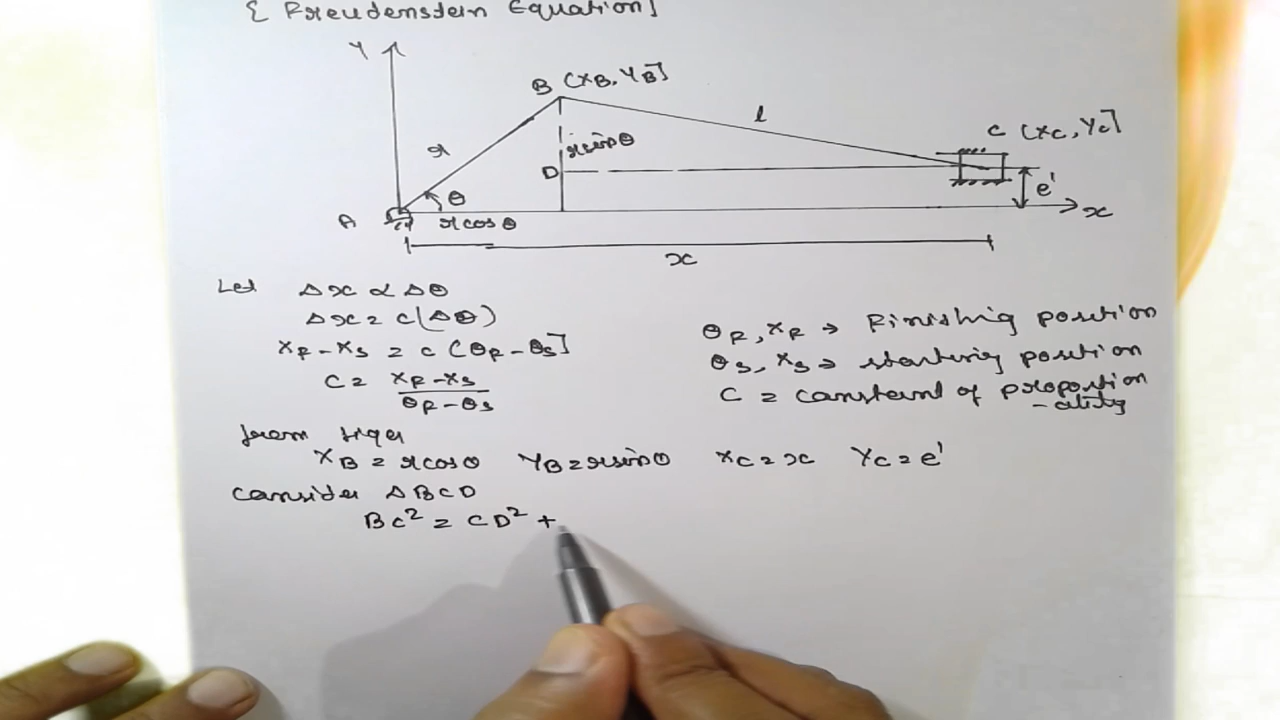 [ Freudenstein Equation]
Y
B (XB, YB]
l
C [Xc, Yc]
r
r sinθ
D
θ
e'
A
r cosθ
x
x
Let Δx ∝ Δθ
Δx = c(Δθ)
XF - XS = c (θF - θS]
C = XF - XS / θF - θS
θF, XF → Finishing position
θS, XS → starting position
C = constant of proportion
- ality
from
XB = r cosθ YB = r sinθ Xc = x Yc = e'
Consider Δ BCD
BC² = CD² +